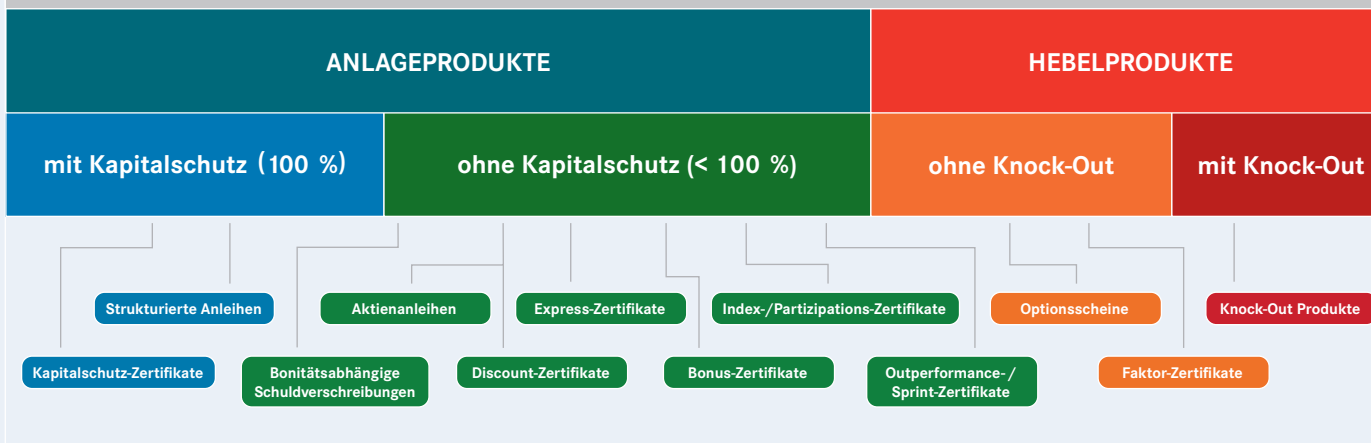 ANLAGEPRODUKTE
HEBELPRODUKTE
mit Kapitalschutz (100 %)
ohne Kapitalschutz (< 100 %)
ohne Knock-Out
mit Knock-Out
Strukturierte Anleihen
Aktienanleihen
Express-Zertifikate
Index-/Partizipations-Zertifikate
Optionsscheine
Knock-Out Produkte
Kapitalschutz-Zertifikate
Bonitätsabhängige
Schuldverschreibungen
Discount-Zertifikate
Bonus-Zertifikate
Outperformance-/
Sprint-Zertifikate
Faktor-Zertifikate